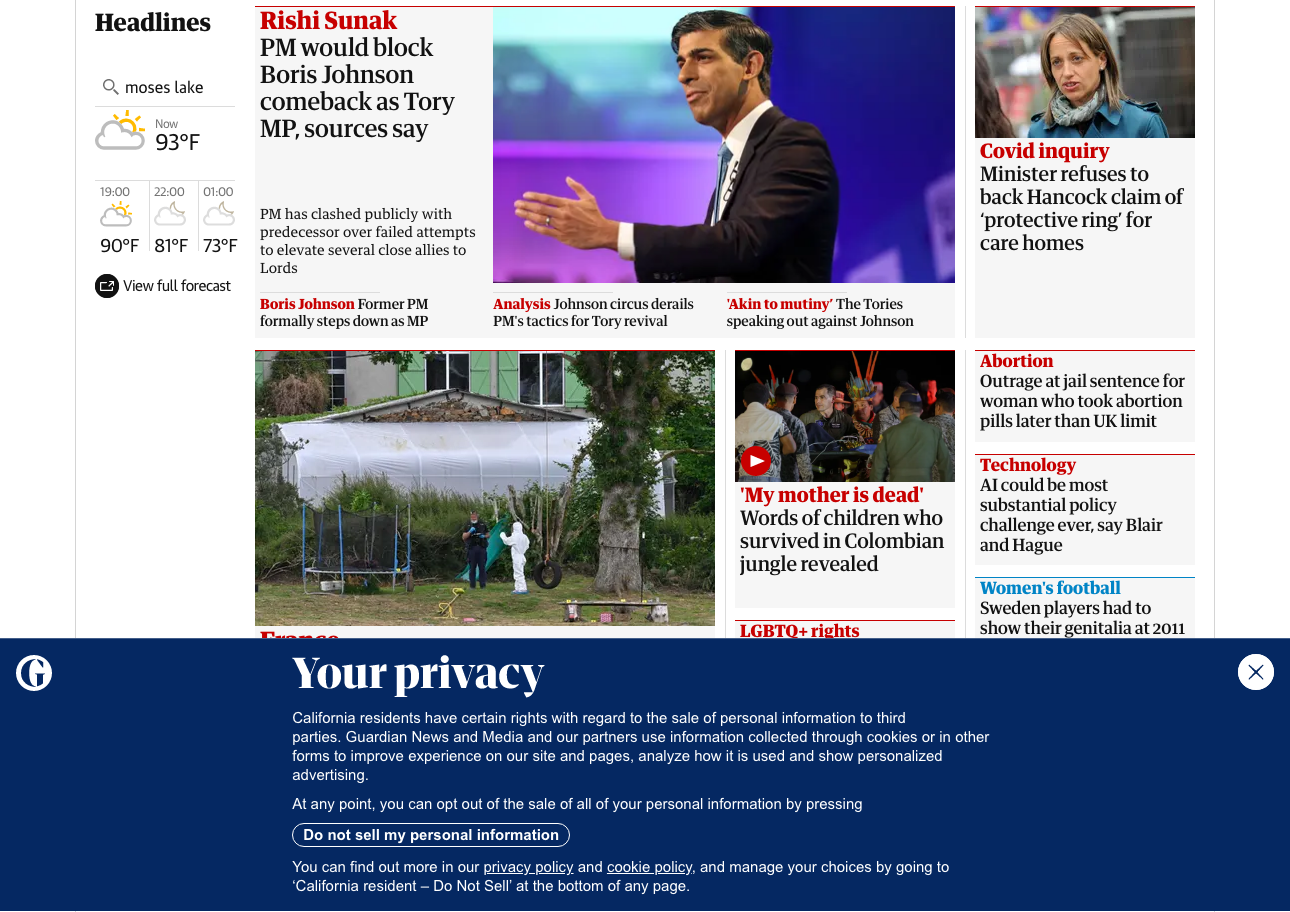 Headlines
moses lake
Now
93°F
19:00
22:00
01:00
90°F
81°F
73°F
View full forecast
Rishi Sunak
PM would block
Boris Johnson
comeback as Tory
MP, sources say
PM has clashed publicly with
predecessor over failed attempts
to elevate several close allies to
Lords
Boris Johnson Former PM
formally steps down as MP
Analysis Johnson circus derails
PM's tactics for Tory revival
'Akin to mutiny' The Tories
speaking out against Johnson
Covid inquiry
Minister refuses to
back Hancock claim of
‘protective ring’ for
care homes
France
'My mother is dead'
Words of children who
survived in Colombian
jungle revealed
LGBTQ+ rights
Abortion
Outrage at jail sentence for
woman who took abortion
pills later than UK limit
Technology
AI could be most
substantial policy
challenge ever, say Blair
and Hague
Women's football
Sweden players had to
show their genitalia at 2011
G
Your privacy
California residents have certain rights with regard to the sale of personal information to third
parties. Guardian News and Media and our partners use information collected through cookies or in other
forms to improve experience on our site and pages, analyze how it is used and show personalized
advertising.
At any point, you can opt out of the sale of all of your personal information by pressing
Do not sell my personal information
You can find out more in our privacy policy and cookie policy, and manage your choices by going to
‘California resident – Do Not Sell’ at the bottom of any page.